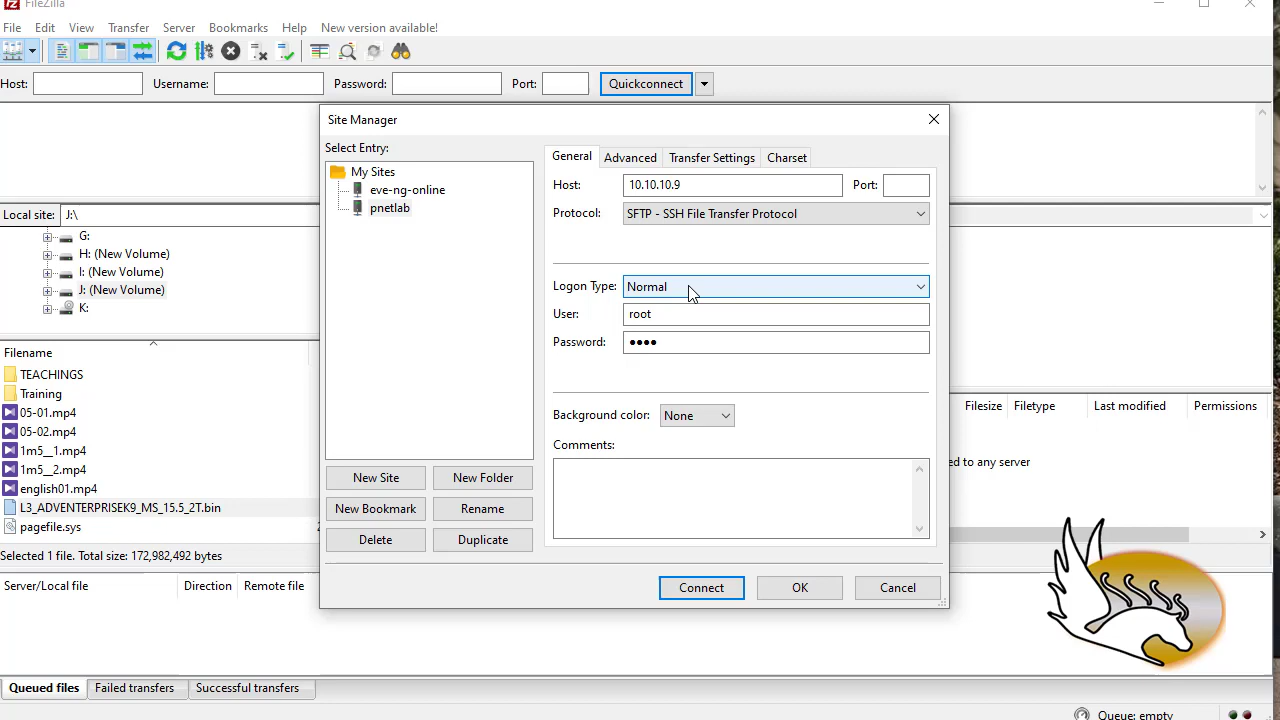 FileZilla
File Edit View Transfer Server Bookmarks Help New version available!
Host: Username: Password: Port: Quickconnect
Site Manager
Select Entry:
My Sites
eve-ng-online
pnetlab
New Site New Folder
New Bookmark Rename
Delete Duplicate
General Advanced Transfer Settings Charset
Host: 10.10.10.9 Port:
Protocol: SFTP - SSH File Transfer Protocol
Logon Type: Normal
User: root
Password: ••••
Background color: None
Comments:
Connect OK Cancel
Local site: J:\
G:
H: (New Volume)
I: (New Volume)
J: (New Volume)
K:
Filename
TEACHINGS
Training
05-01.mp4
05-02.mp4
1m5__1.mp4
1m5__2.mp4
english01.mp4
L3_ADVENTERPRISEK9_MS_15.5_2T.bin
pagefile.sys
Selected 1 file. Total size: 172,982,492 bytes
Filesize Filetype Last modified Permissions
to any server
Server/Local file Direction Remote file
Queued files Failed transfers Successful transfers
Queue: empty